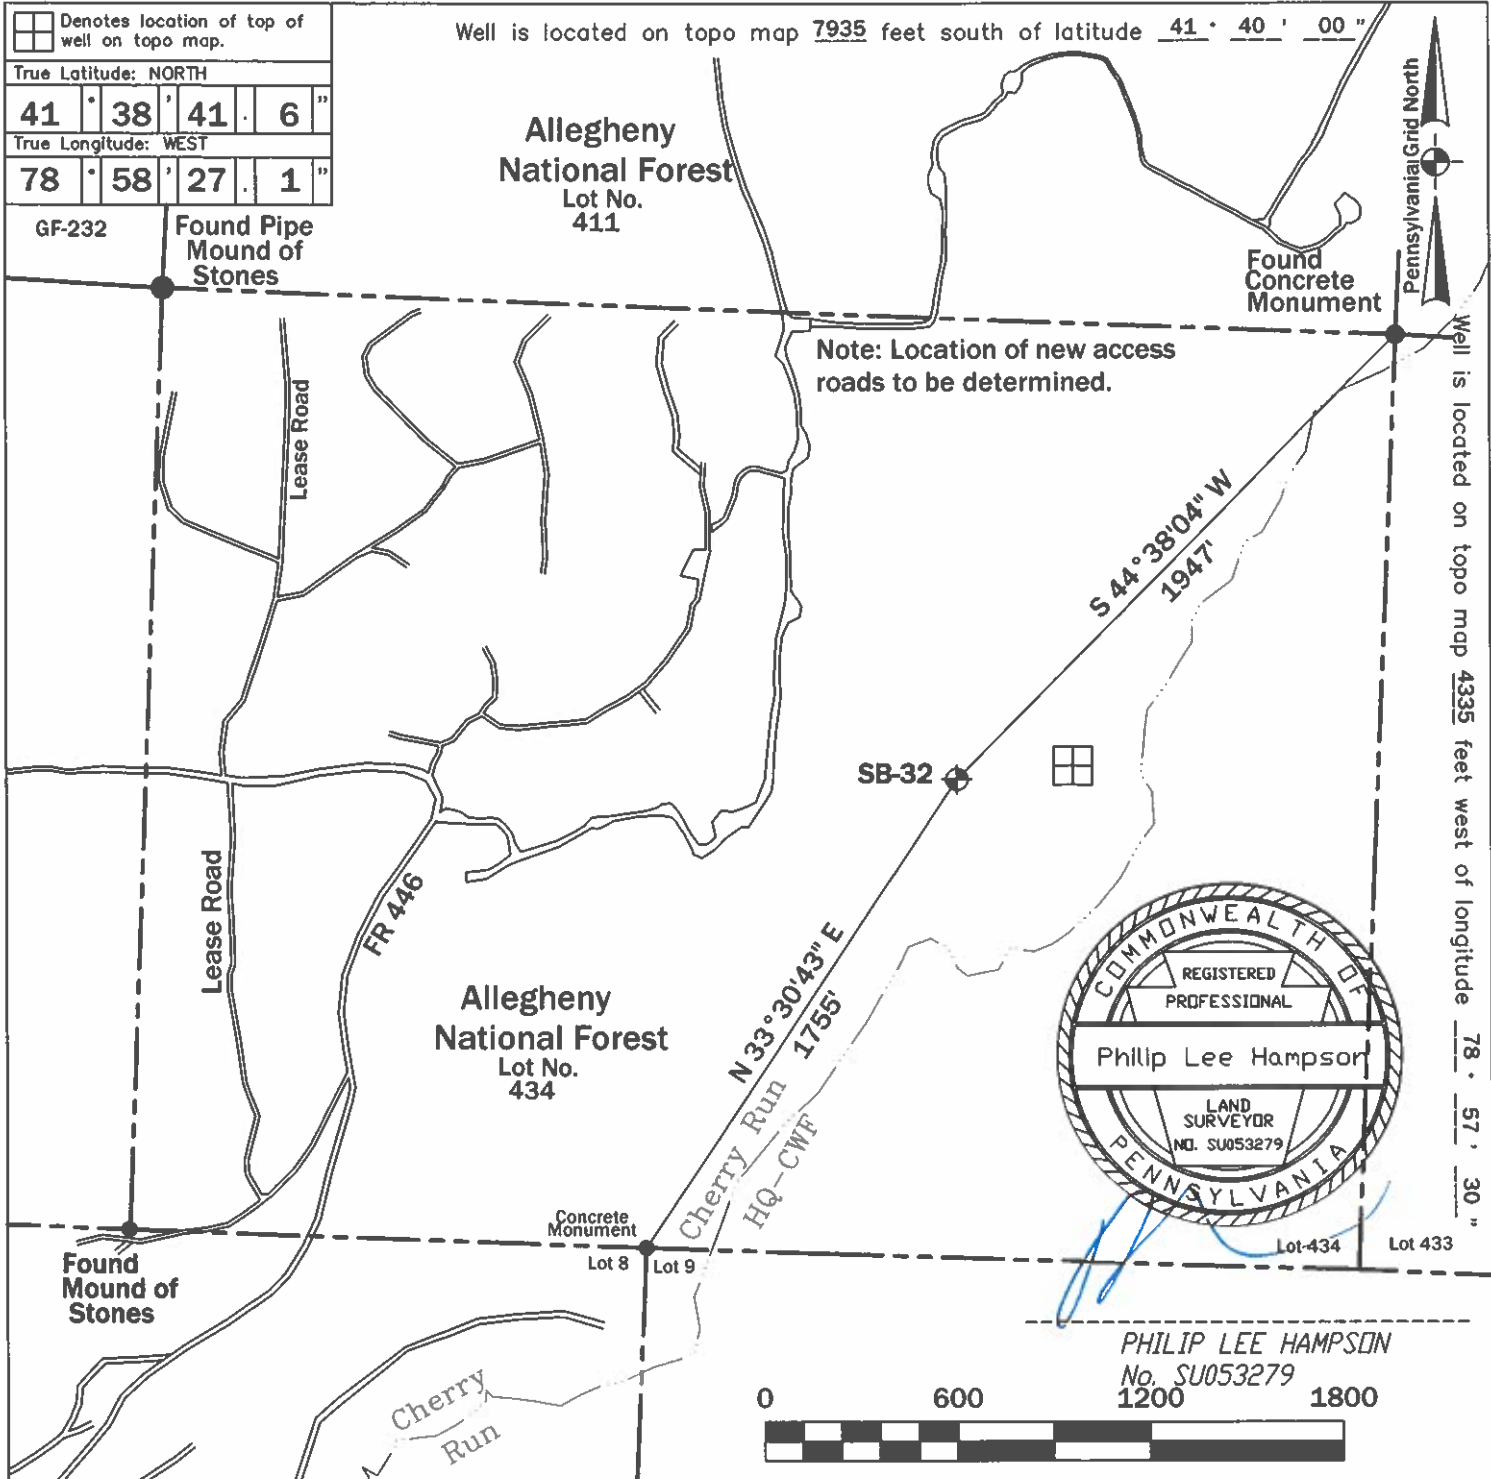 Denotes location of top of
well on topo map.
Well is located on topo map 7935 feet south of latitude 41 ° 40 ' 00 "
True Latitude: NORTH
41 ° 38 ' 41 . 6 "
True Longitude: WEST
78 ° 58 ' 27 . 1 "
GF-232
Found Pipe
Mound of
Stones
Allegheny
National Forest
Lot No.
411
Pennsylvania Grid North
Found
Concrete
Monument
Note: Location of new access
roads to be determined.
Well is located on topo map 4335 feet west of longitude 78 ° 57 ' 30 "
Lease Road
S 44°38'04" W
1947'
SB-32
Lease Road
FR 446
N 33°30'43" E
1755'
Allegheny
National Forest
Lot No.
434
Cherry Run
HQ-CWF
COMMONWEALTH OF
REGISTERED
PROFESSIONAL
Philip Lee Hampson
LAND
SURVEYOR
NO. SU053279
PENNSYLVANIA
Concrete
Monument
Lot 8
Lot 9
Lot 434
Lot 433
Found
Mound of
Stones
PHILIP LEE HAMPSON
No. SU053279
Cherry
Run
0 600 1200 1800